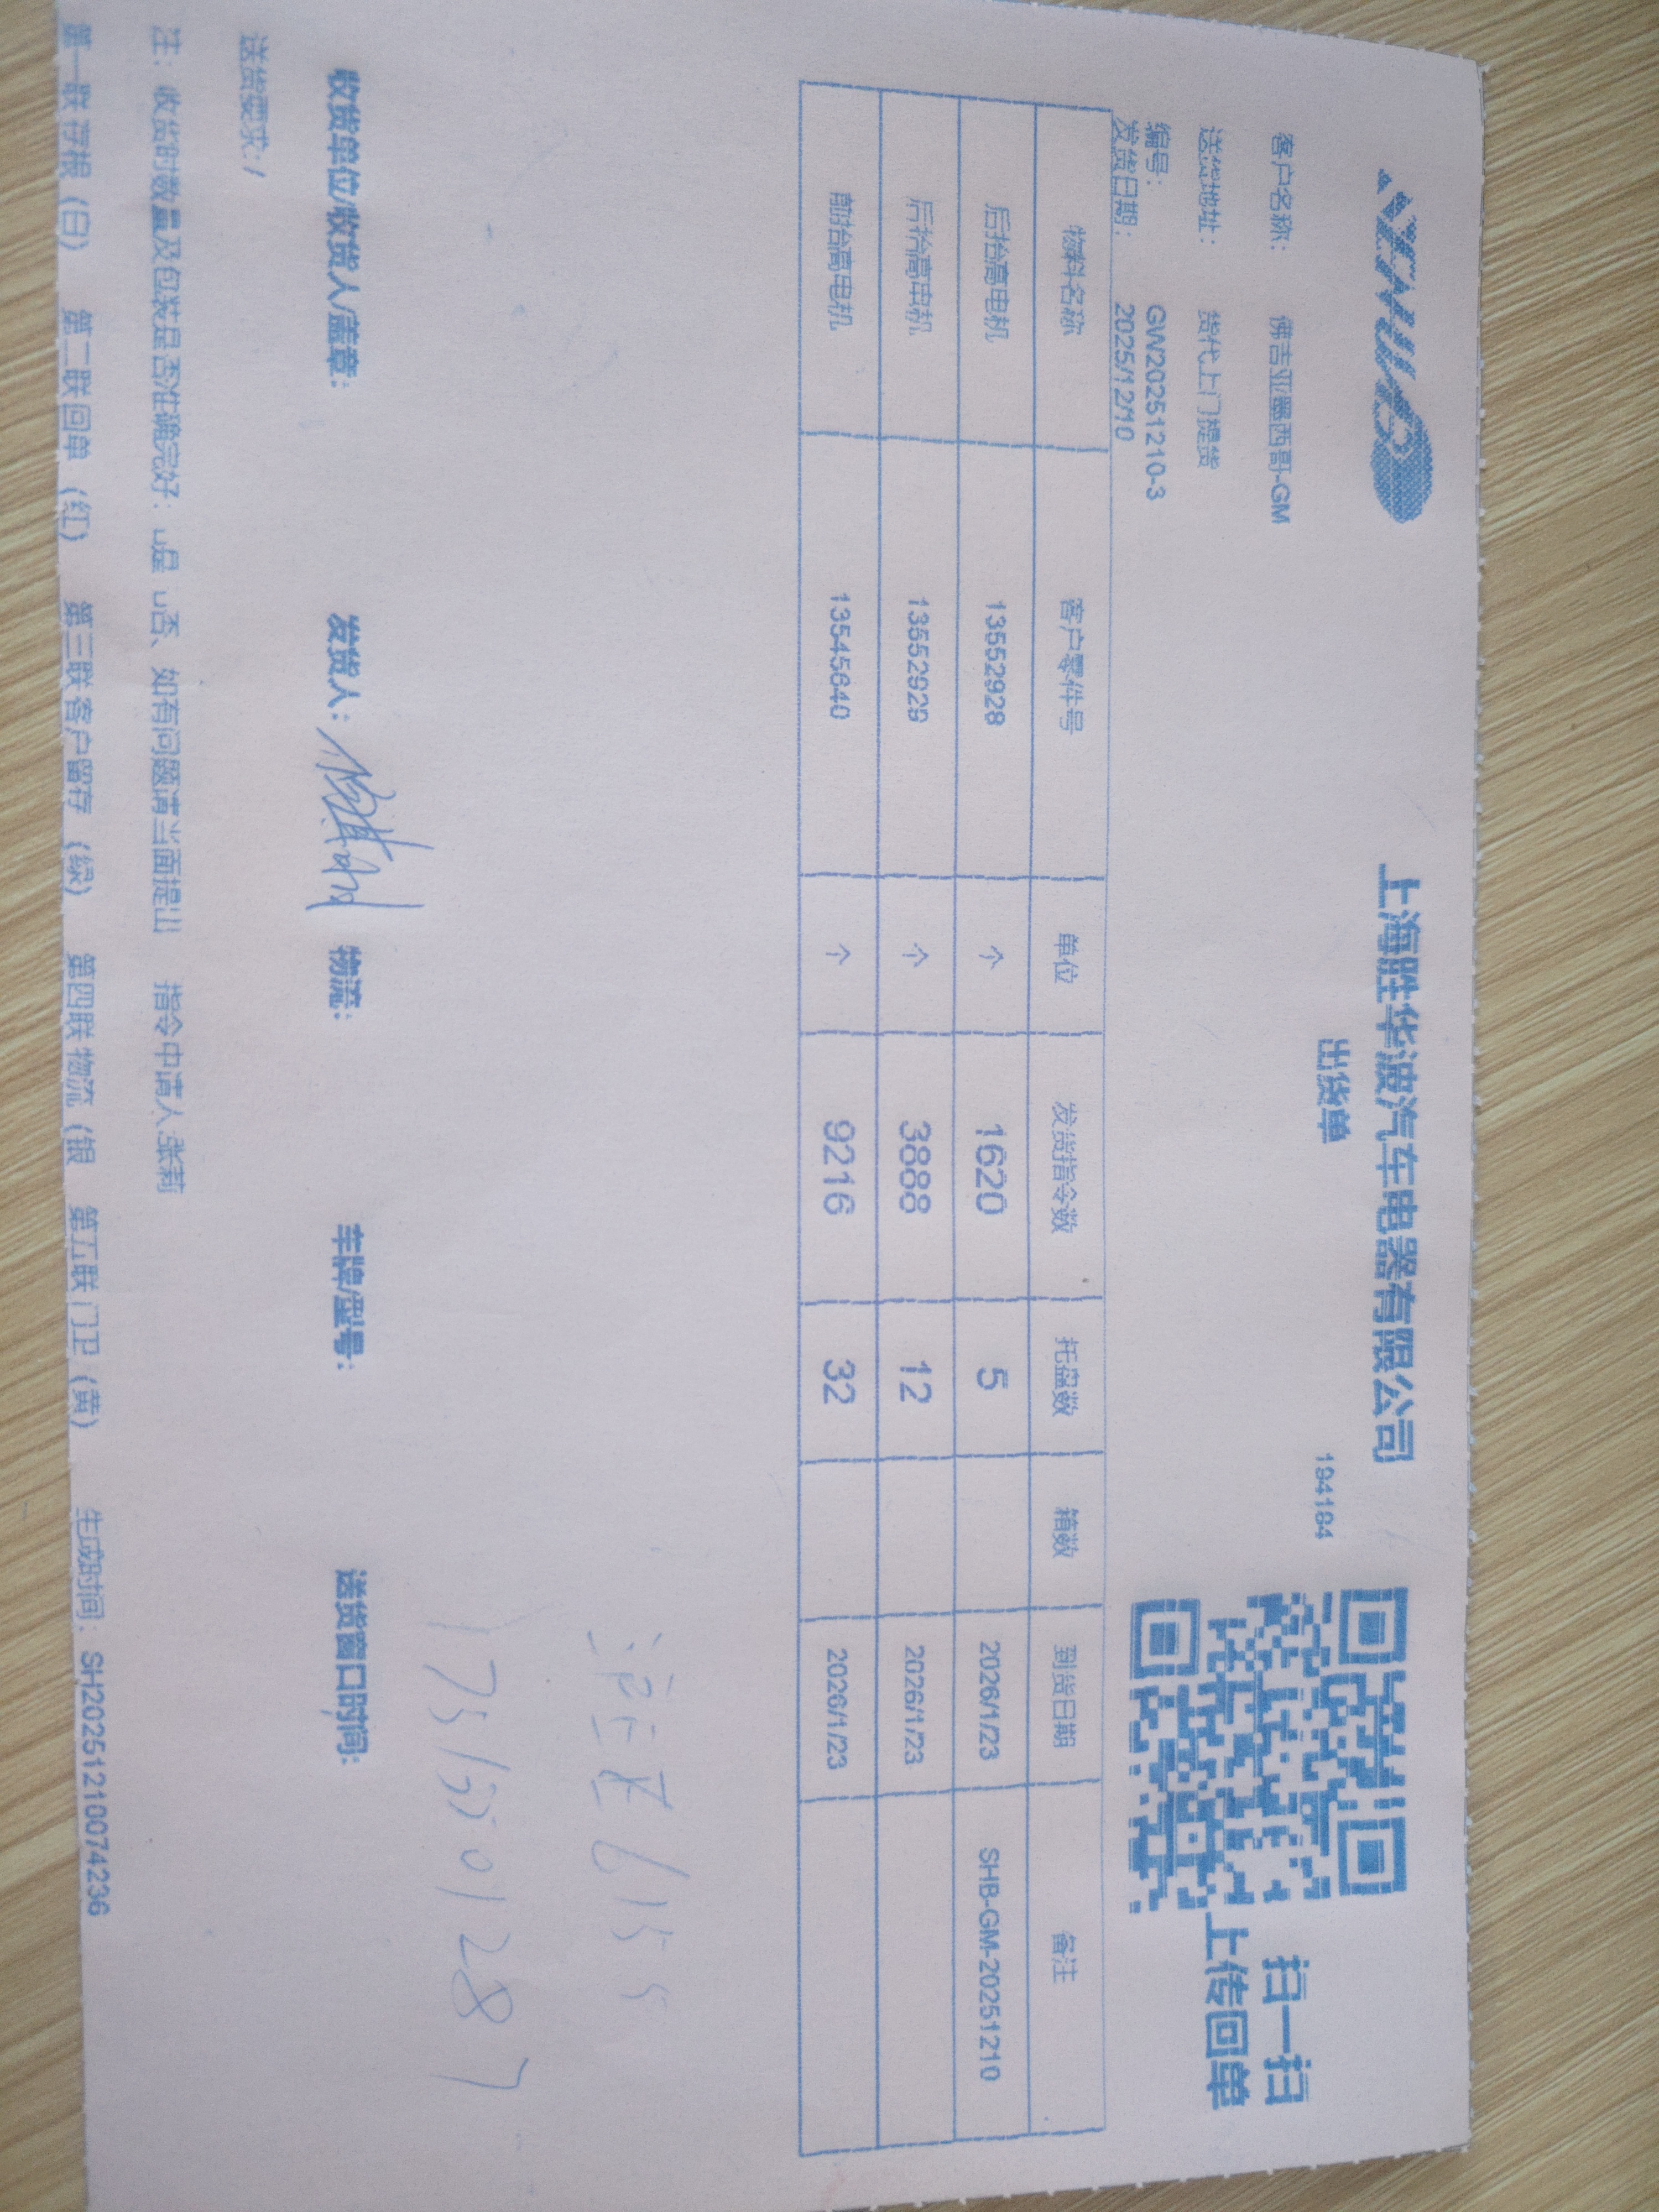 上海胜华波汽车电器有限公司
出货单
194184
扫一扫
上传回单
客户名称： 佛吉亚墨西哥-GM
送货地址： 货代上门提货
编号： GW20251210-3
发货日期： 2025/12/10
物料名称 客户零件号 单位 发货指令数 托盘数 箱数 到货日期 备注
后抬高电机 13552928 个 1620 5 2026/1/23 SHB-GM-20251210
后抬高电机 13552929 个 3888 12 2026/1/23
前抬高电机 13545640 个 9216 32 2026/1/23
收货单位/收货人/盖章： 发货人： 物流： 车牌/型号： 送货窗口时间:
送货要求:/
注：收货时数量及包装是否准确完好：□是 □否、如有问题请当面提出 指令申请人:张莉
第一联存根（白） 第二联回单（红） 第三联客户留存（绿） 第四联物流（银 第五联门卫（黄） 生成时间：SH20251210074236